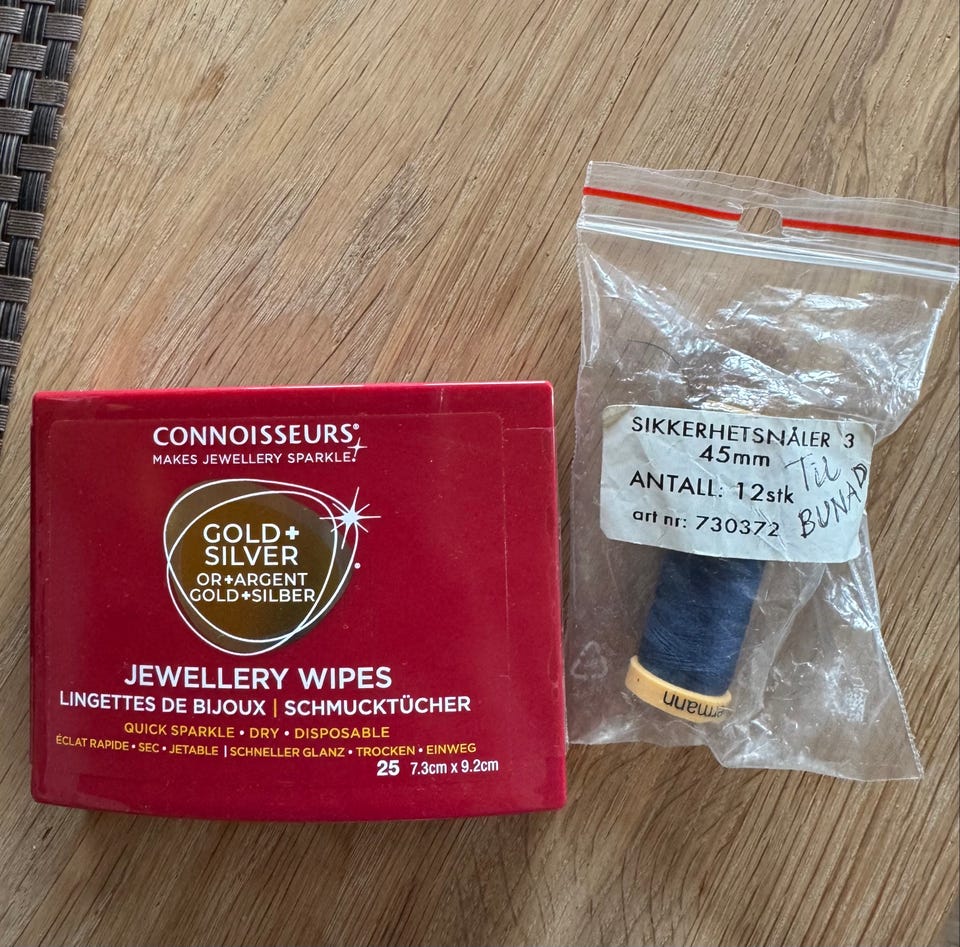 CONNOISSEURS®
MAKES JEWELLERY SPARKLE!
GOLD+
SILVER
OR+ARGENT
GOLD+SILBER
JEWELLERY WIPES
LINGETTES DE BIJOUX | SCHMUCKTÜCHER
QUICK SPARKLE • DRY • DISPOSABLE
ÉCLAT RAPIDE • SEC • JETABLE | SCHNELLER GLANZ • TROCKEN • EINWEG
25 7.3cm x 9.2cm
SIKKERHETSNÅLER 3
45mm
ANTALL: 12stk
art nr: 730372
Til
BUNAD